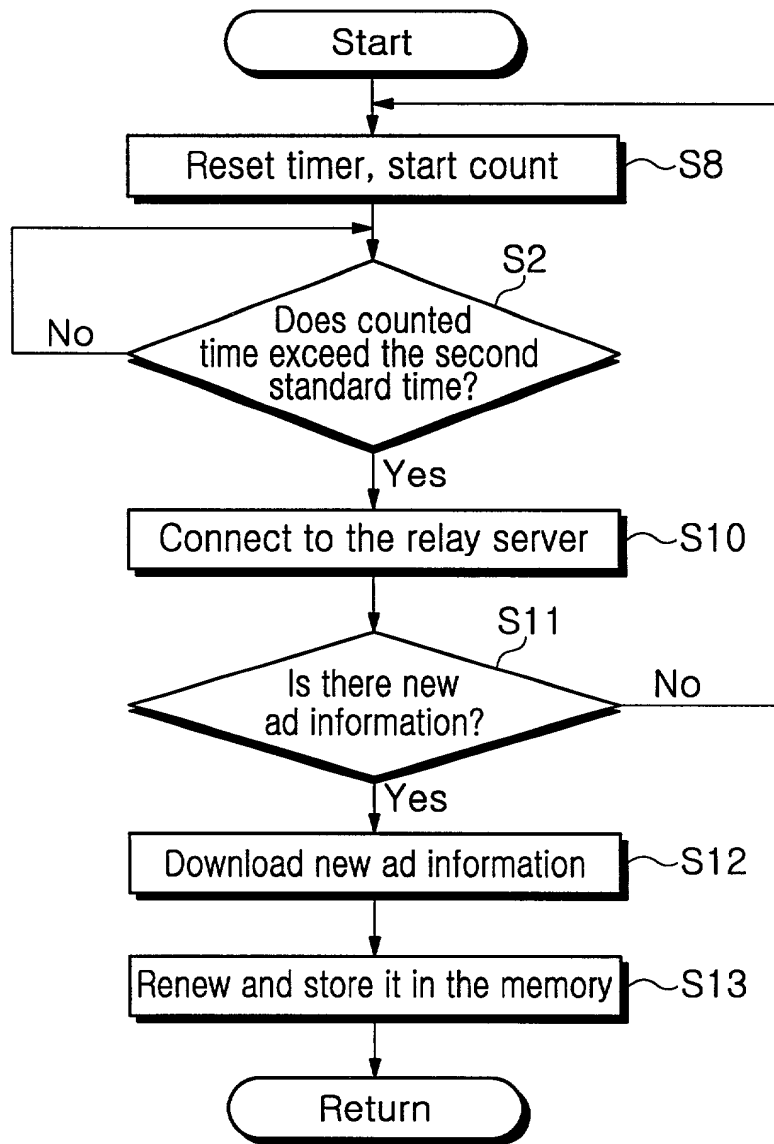 Start
Reset timer, start count
S8
S2
Does counted
time exceed the second
standard time?
No
Yes
Connect to the relay server
S10
S11
Is there new
ad information?
No
Yes
Download new ad information
S12
Renew and store it in the memory
S13
Return